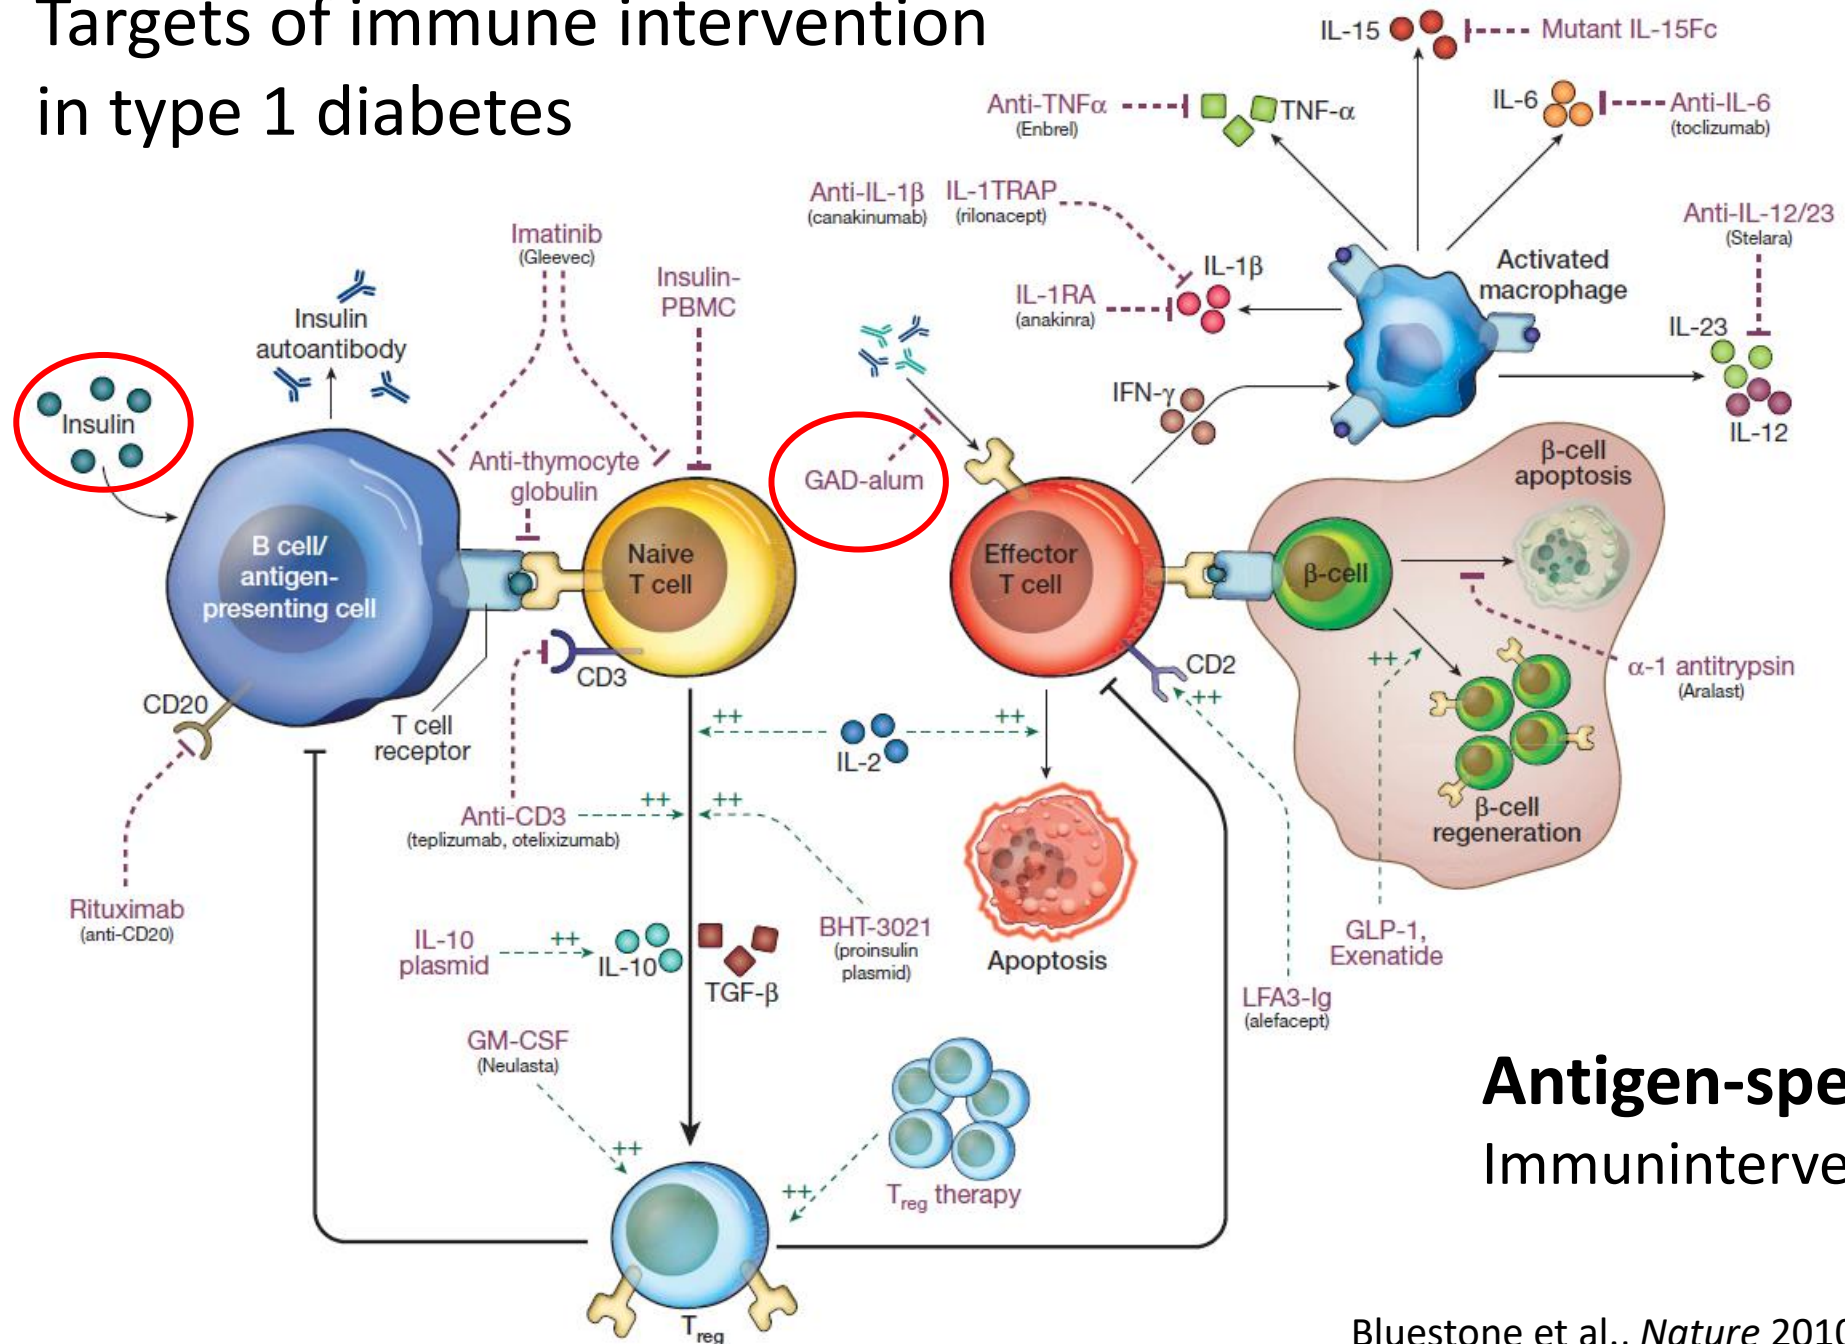 Targets of immune intervention
in type 1 diabetes
IL-15
Mutant IL-15Fc
Anti-TNFα
(Enbrel)
TNF-α
IL-6
Anti-IL-6
(toclizumab)
Anti-IL-1β
(canakinumab)
IL-1TRAP
(rilonacept)
Anti-IL-12/23
(Stelara)
Imatinib
(Gleevec)
Insulin-
PBMC
IL-1β
IL-1RA
(anakinra)
Activated
macrophage
IL-23
IL-12
Insulin
autoantibody
Insulin
IFN-γ
Anti-thymocyte
globulin
GAD-alum
β-cell
apoptosis
B cell/
antigen-
presenting cell
Naive
T cell
Effector
T cell
β-cell
CD3
CD2
++
α-1 antitrypsin
(Aralast)
CD20
T cell
receptor
++
++
++
IL-2
Anti-CD3
(teplizumab, otelixizumab)
++
++
β-cell
regeneration
Rituximab
(anti-CD20)
IL-10
plasmid
++
IL-10
TGF-β
BHT-3021
(proinsulin
plasmid)
Apoptosis
GLP-1,
Exenatide
LFA3-Ig
(alefacept)
GM-CSF
(Neulasta)
++
++
Treg therapy
Treg
Antigen-spe
Immuninterve
Bluestone et al., Nature 2010